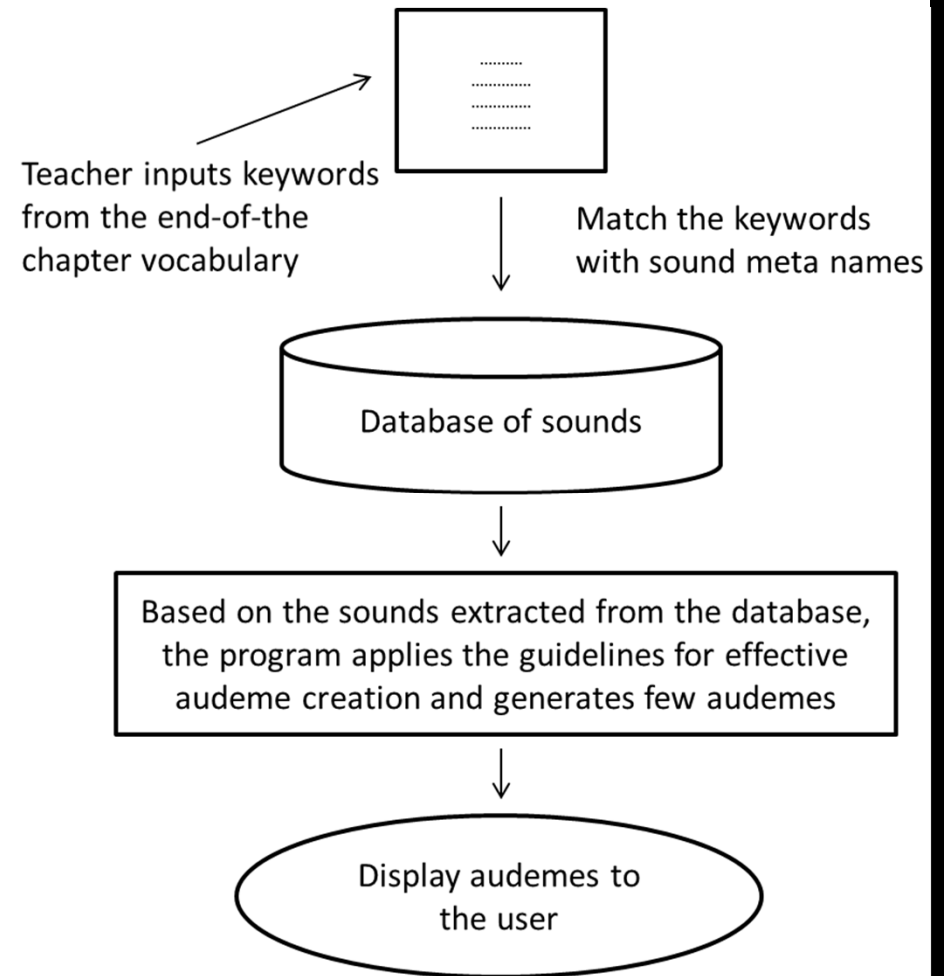 Teacher inputs keywords
from the end-of-the
chapter vocabulary
Match the keywords
with sound meta names
Database of sounds
Based on the sounds extracted from the database,
the program applies the guidelines for effective
audeme creation and generates few audemes
Display audemes to
the user